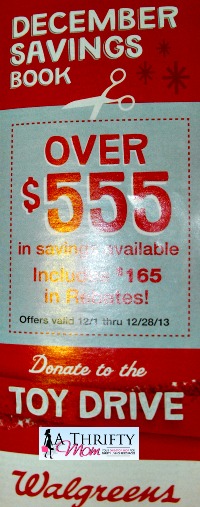 DECEMBER
SAVINGS
BOOK
OVER
$555
in savings available
Includes $165
in Rebates!
Offers valid 12/1 thru 12/28/13
Donate to the
TOY DRIVE
A THRIFTY
Mom
Walgreens